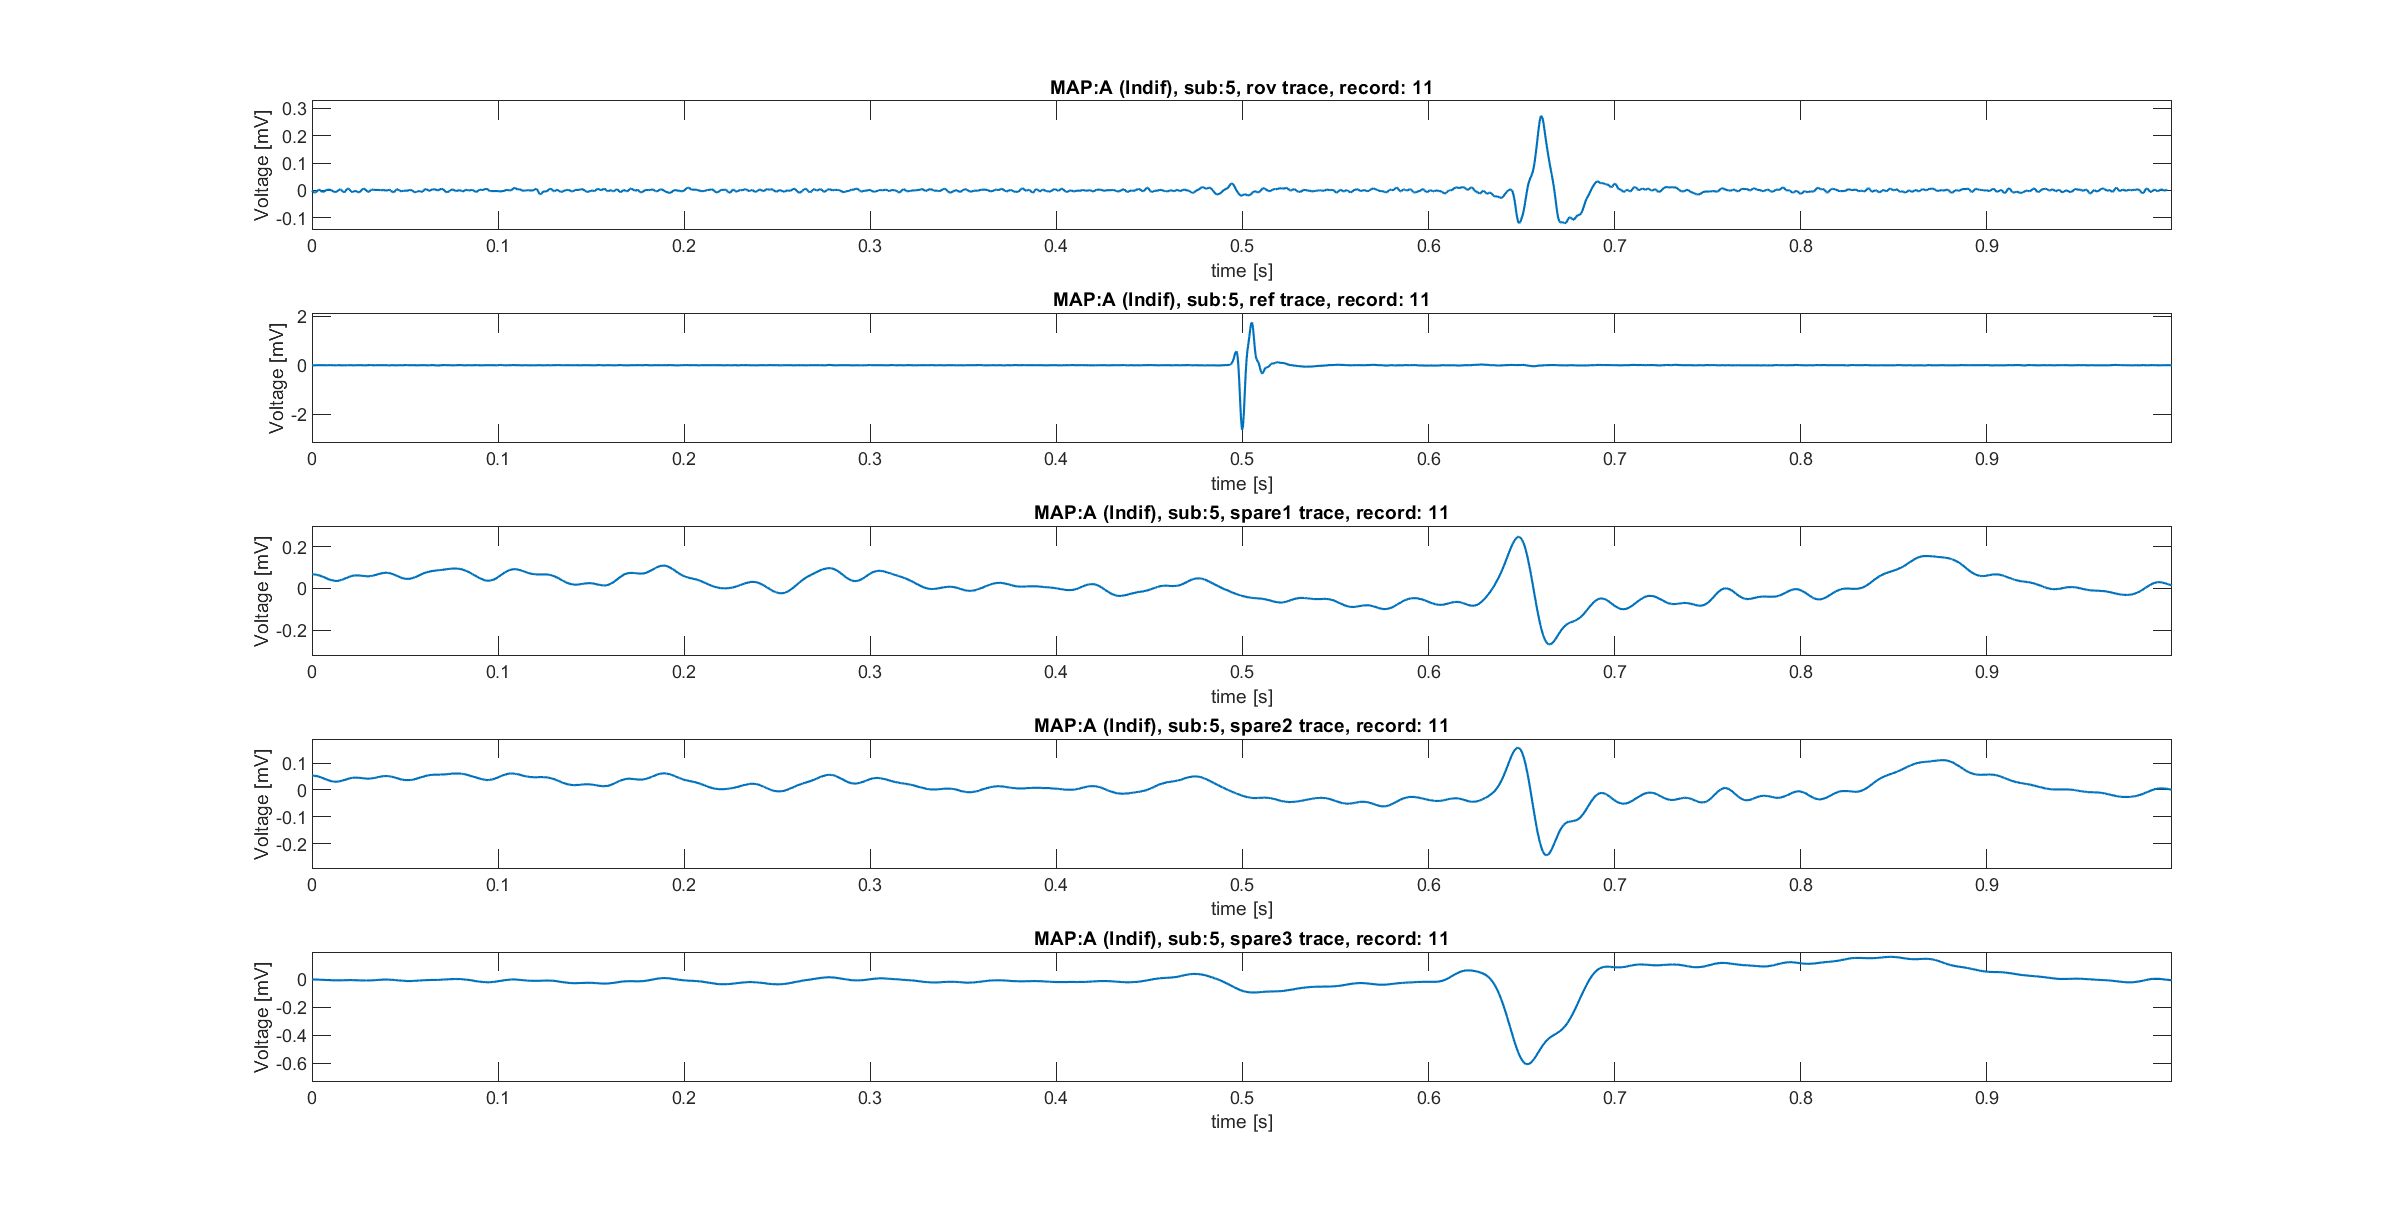 MAP:A (Indif), sub:5, rov trace, record: 11
Voltage [mV]
0.3
0.2
0.1
0
-0.1
0 0.1 0.2 0.3 0.4 0.5 0.6 0.7 0.8 0.9
time [s]
MAP:A (Indif), sub:5, ref trace, record: 11
Voltage [mV]
2
0
-2
0 0.1 0.2 0.3 0.4 0.5 0.6 0.7 0.8 0.9
time [s]
MAP:A (Indif), sub:5, spare1 trace, record: 11
Voltage [mV]
0.2
0
-0.2
0 0.1 0.2 0.3 0.4 0.5 0.6 0.7 0.8 0.9
time [s]
MAP:A (Indif), sub:5, spare2 trace, record: 11
Voltage [mV]
0.1
0
-0.1
-0.2
0 0.1 0.2 0.3 0.4 0.5 0.6 0.7 0.8 0.9
time [s]
MAP:A (Indif), sub:5, spare3 trace, record: 11
Voltage [mV]
0
-0.2
-0.4
-0.6
0 0.1 0.2 0.3 0.4 0.5 0.6 0.7 0.8 0.9
time [s]